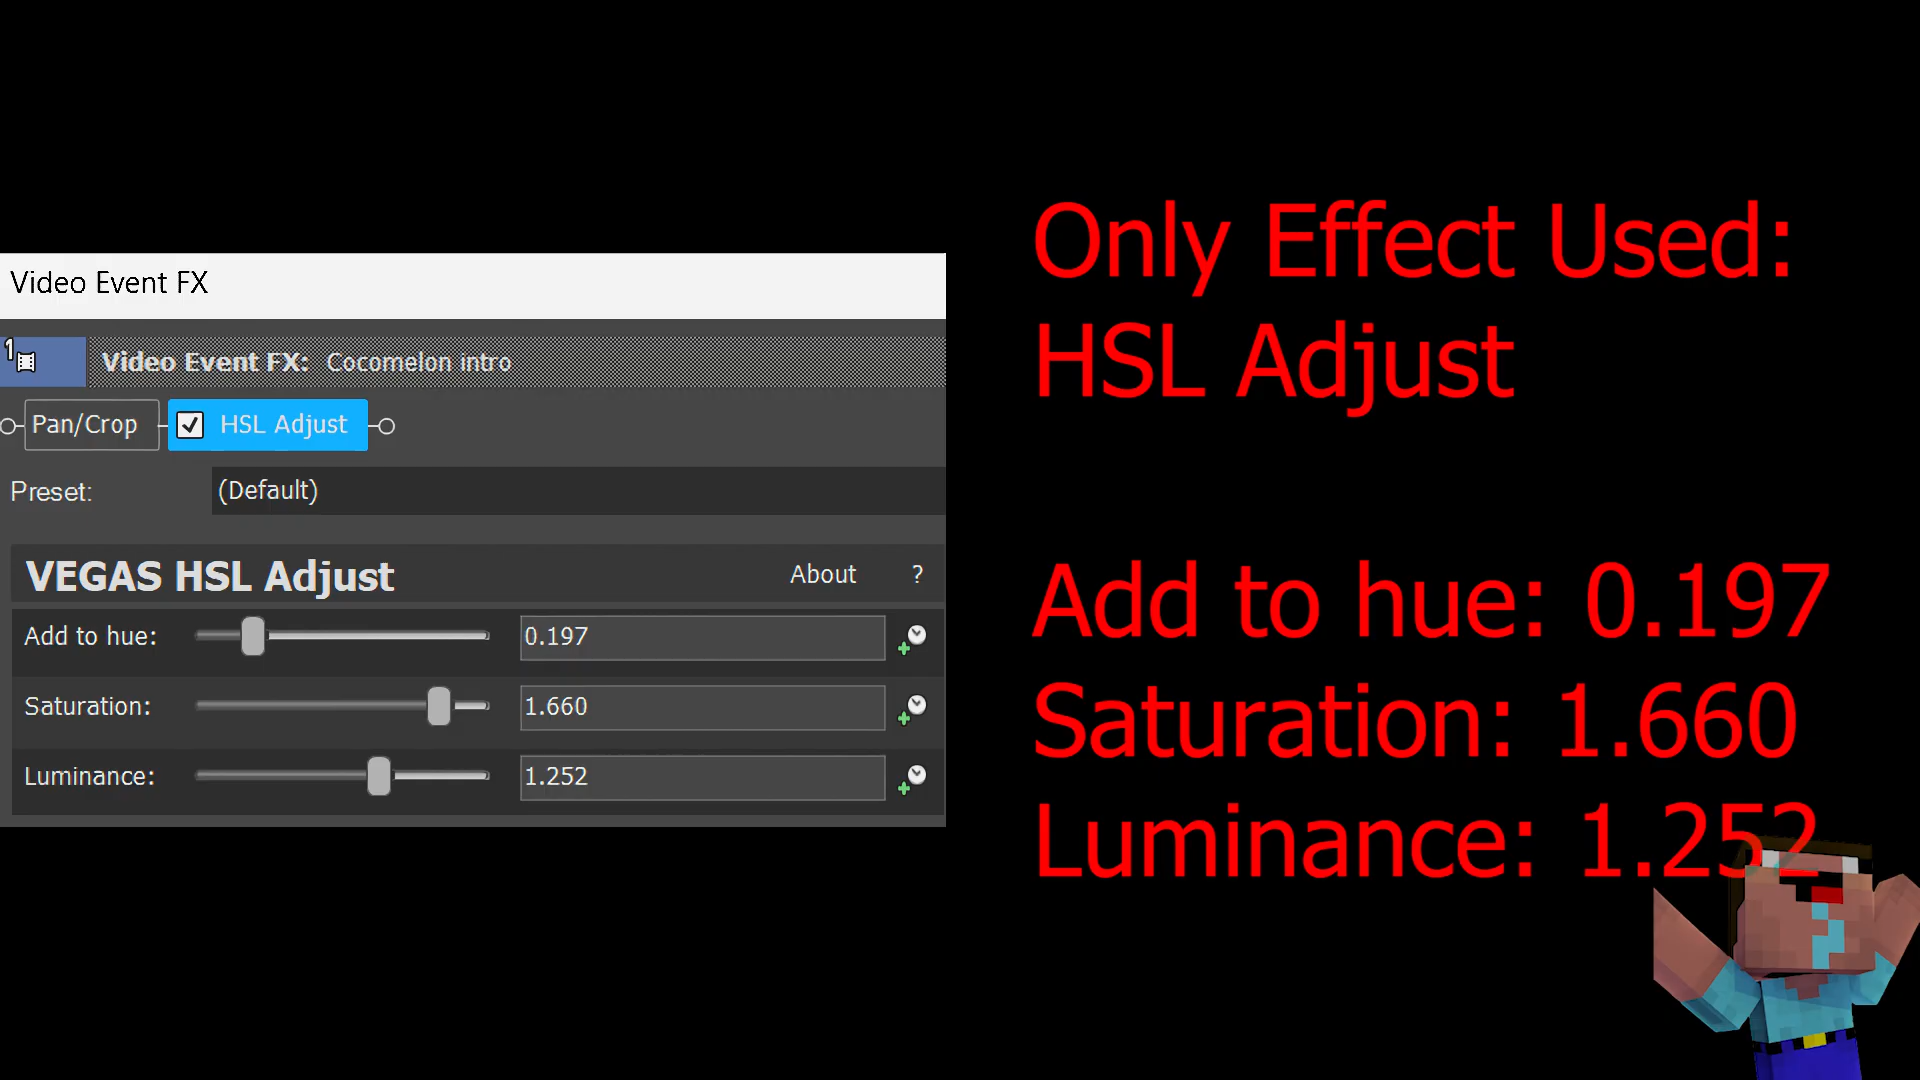 Video Event FX
1
Video Event FX: Cocomelon intro
Pan/Crop
HSL Adjust
Preset:
(Default)
VEGAS HSL Adjust
About
?
Add to hue:
0.197
Saturation:
1.660
Luminance:
1.252
Only Effect Used:
HSL Adjust
Add to hue: 0.197
Saturation: 1.660
Luminance: 1.252